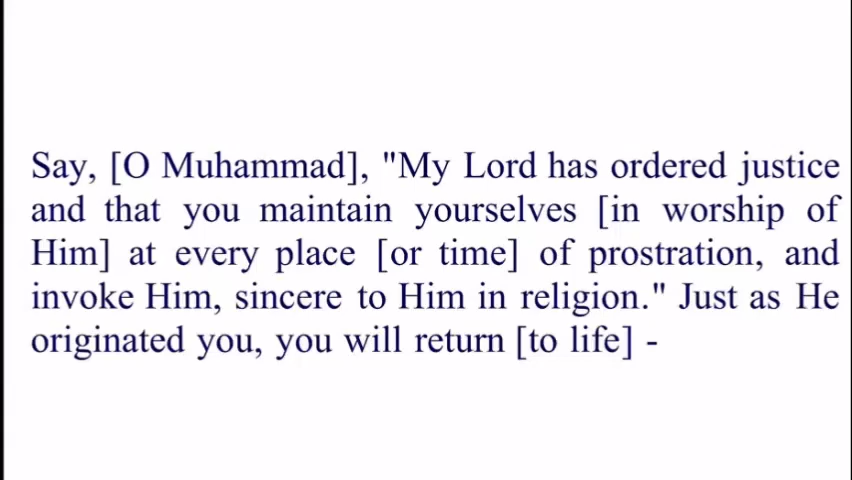 Say, [O Muhammad], "My Lord has ordered justice
and that you maintain yourselves [in worship of
Him] at every place [or time] of prostration, and
invoke Him, sincere to Him in religion." Just as He
originated you, you will return [to life] -